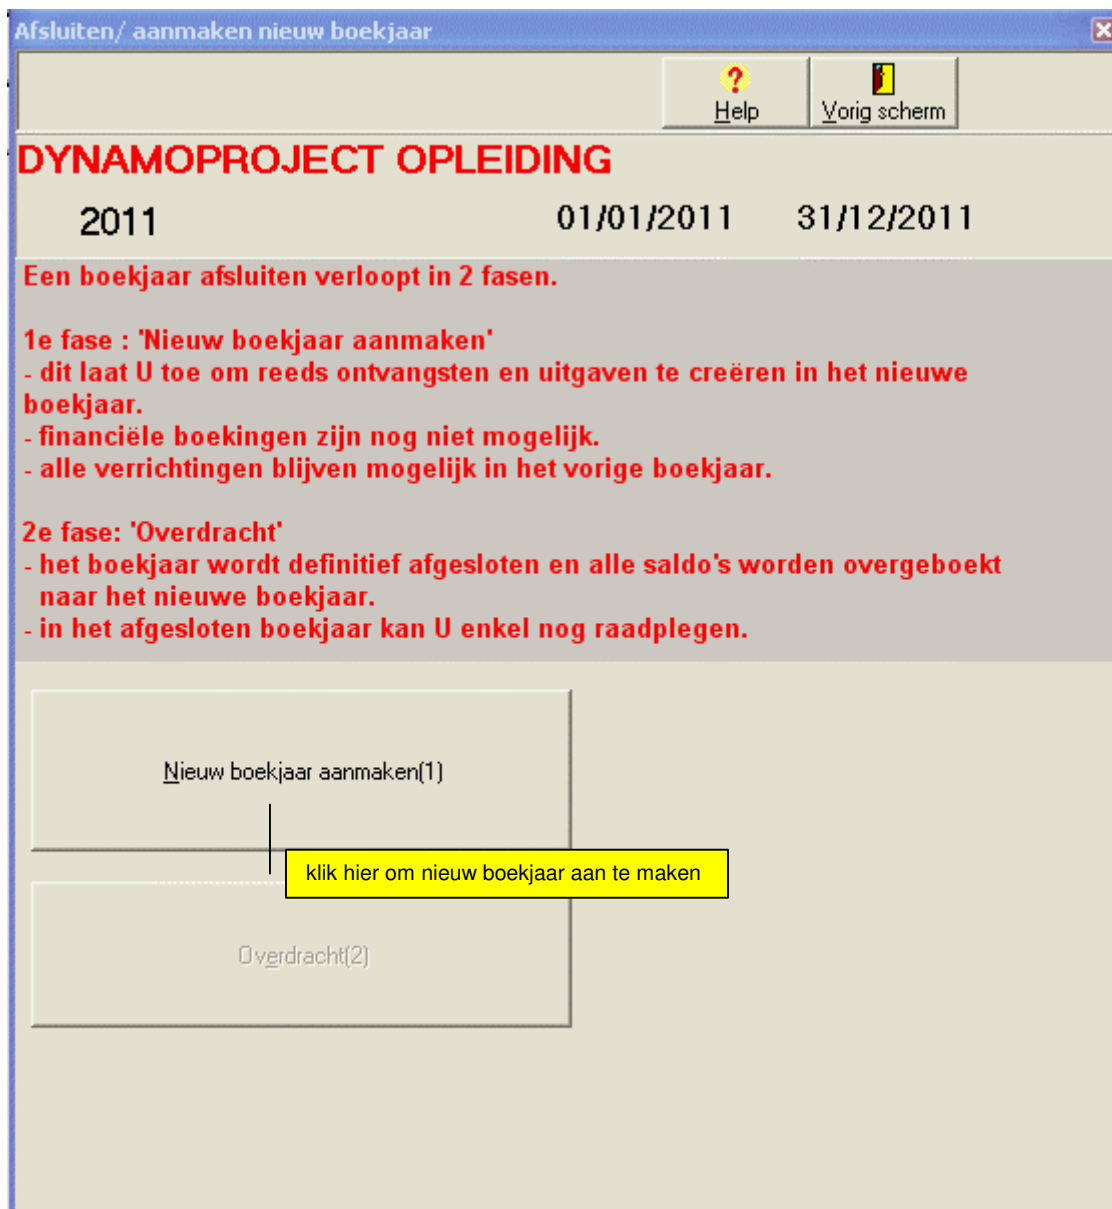 Afsluiten/ aanmaken nieuw boekjaar
Help
Vorig scherm
DYNAMOPROJECT OPLEIDING
2011 01/01/2011 31/12/2011
Een boekjaar afsluiten verloopt in 2 fasen.
1e fase : 'Nieuw boekjaar aanmaken'
- dit laat U toe om reeds ontvangsten en uitgaven te creëren in het nieuwe
boekjaar.
- financiële boekingen zijn nog niet mogelijk.
- alle verrichtingen blijven mogelijk in het vorige boekjaar.
2e fase: 'Overdracht'
- het boekjaar wordt definitief afgesloten en alle saldo's worden overgeboekt
naar het nieuwe boekjaar.
- in het afgesloten boekjaar kan U enkel nog raadplegen.
Nieuw boekjaar aanmaken(1)
klik hier om nieuw boekjaar aan te maken
Overdracht(2)